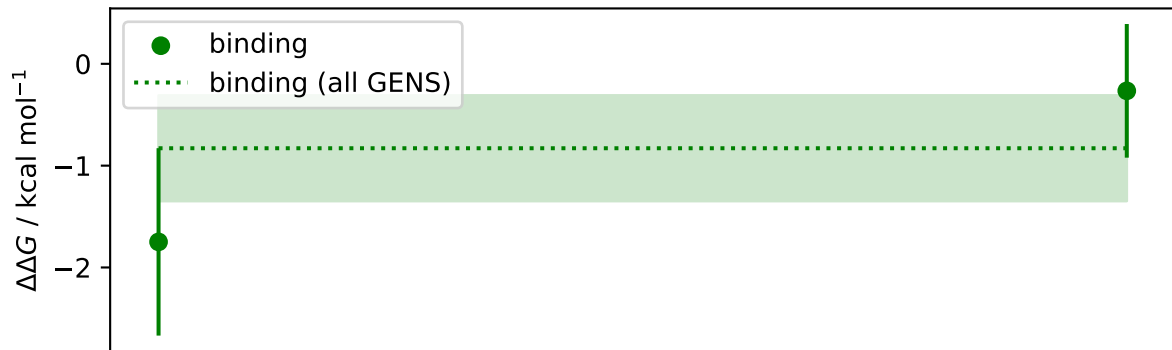 binding
binding (all GENS)
0
−1
−2
ΔΔG / kcal mol⁻¹